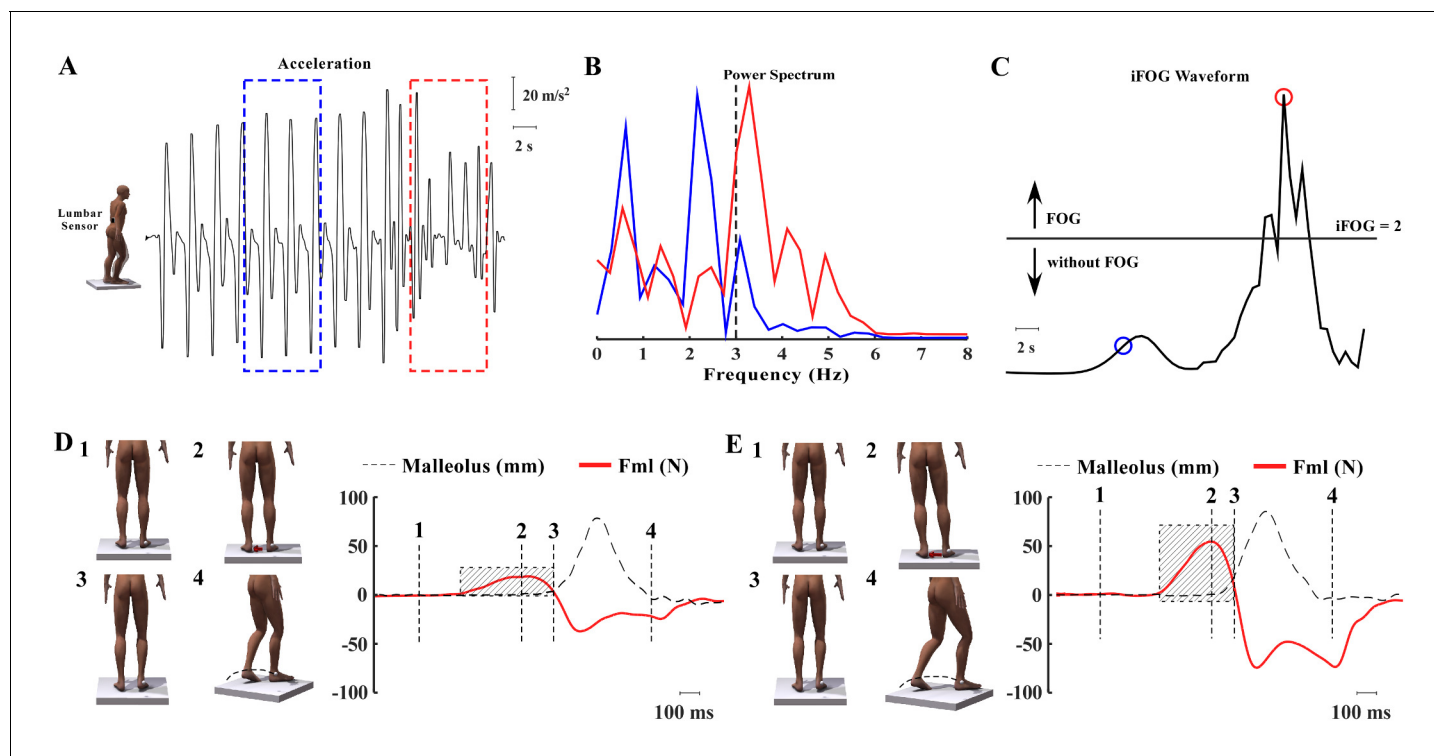 A
Acceleration
20 m/s²
2 s
Lumbar
Sensor
B
Power Spectrum
0 1 2 3 4 5 6 7 8
Frequency (Hz)
C
iFOG Waveform
FOG
iFOG = 2
without FOG
2 s
D
1 2
3 4
Malleolus (mm) Fml (N)
100
50
0
-50
-100
1 2 3 4
100 ms
E
1 2
3 4
Malleolus (mm) Fml (N)
100
50
0
-50
-100
1 2 3 4
100 ms